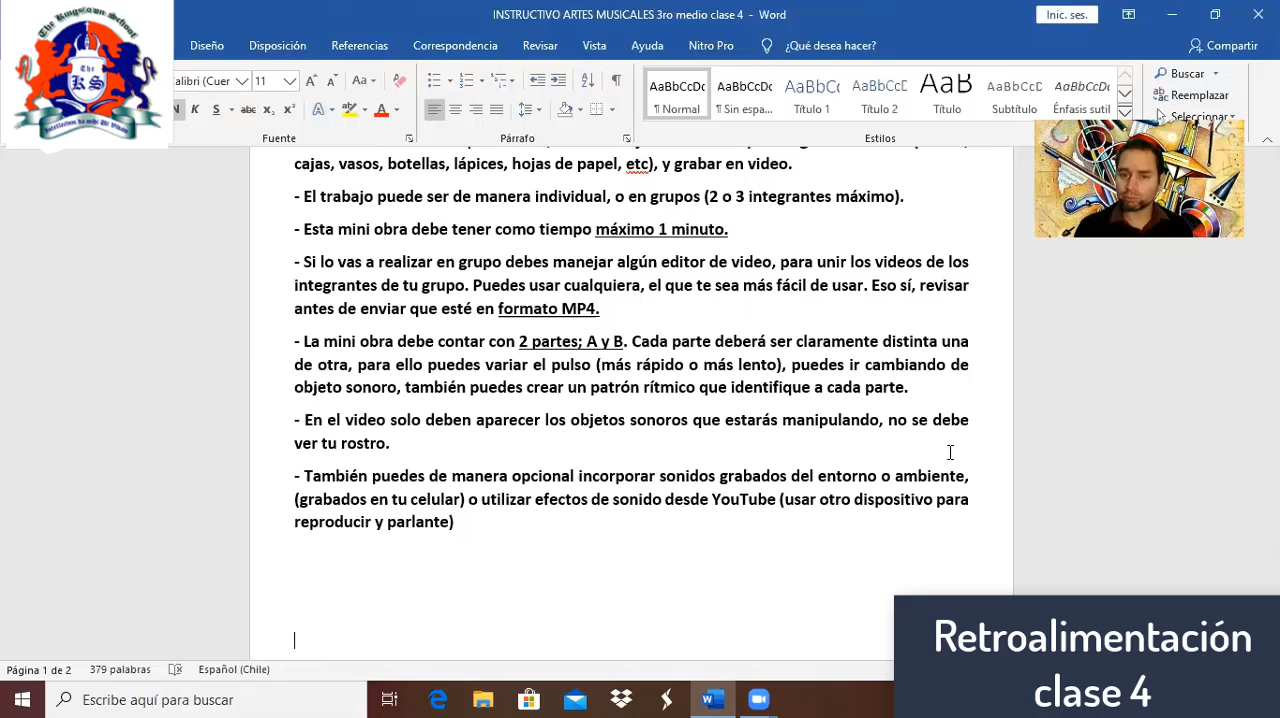 The Kingstown School
The
KS
INSTRUCTIVO ARTES MUSICALES 3ro medio clase 4 - Word
Inic. ses.
Diseño Disposición Referencias Correspondencia Revisar Vista Ayuda Nitro Pro ¿Qué desea hacer? Compartir
alibri (Cuer 11 Aa
N K S abc x₂ x² A A
AaBbCcDc AaBbCcDc AaBbCc AaBbCcC AaB AaBbCcD AaBbCcDc
¶ Normal ¶ Sin espa... Título 1 Título 2 Título Subtítulo Énfasis sutil
Buscar
Reemplazar
Seleccionar
Fuente Párrafo Estilos
cajas, vasos, botellas, lápices, hojas de papel, etc), y grabar en video.
- El trabajo puede ser de manera individual, o en grupos (2 o 3 integrantes máximo).
- Esta mini obra debe tener como tiempo máximo 1 minuto.
- Si lo vas a realizar en grupo debes manejar algún editor de video, para unir los videos de los
integrantes de tu grupo. Puedes usar cualquiera, el que te sea más fácil de usar. Eso sí, revisar
antes de enviar que esté en formato MP4.
- La mini obra debe contar con 2 partes; A y B. Cada parte deberá ser claramente distinta una
de otra, para ello puedes variar el pulso (más rápido o más lento), puedes ir cambiando de
objeto sonoro, también puedes crear un patrón rítmico que identifique a cada parte.
- En el video solo deben aparecer los objetos sonoros que estarás manipulando, no se debe
ver tu rostro.
- También puedes de manera opcional incorporar sonidos grabados del entorno o ambiente,
(grabados en tu celular) o utilizar efectos de sonido desde YouTube (usar otro dispositivo para
reproducir y parlante)
Retroalimentación
clase 4
Página 1 de 2 379 palabras Español (Chile)
Escribe aquí para buscar